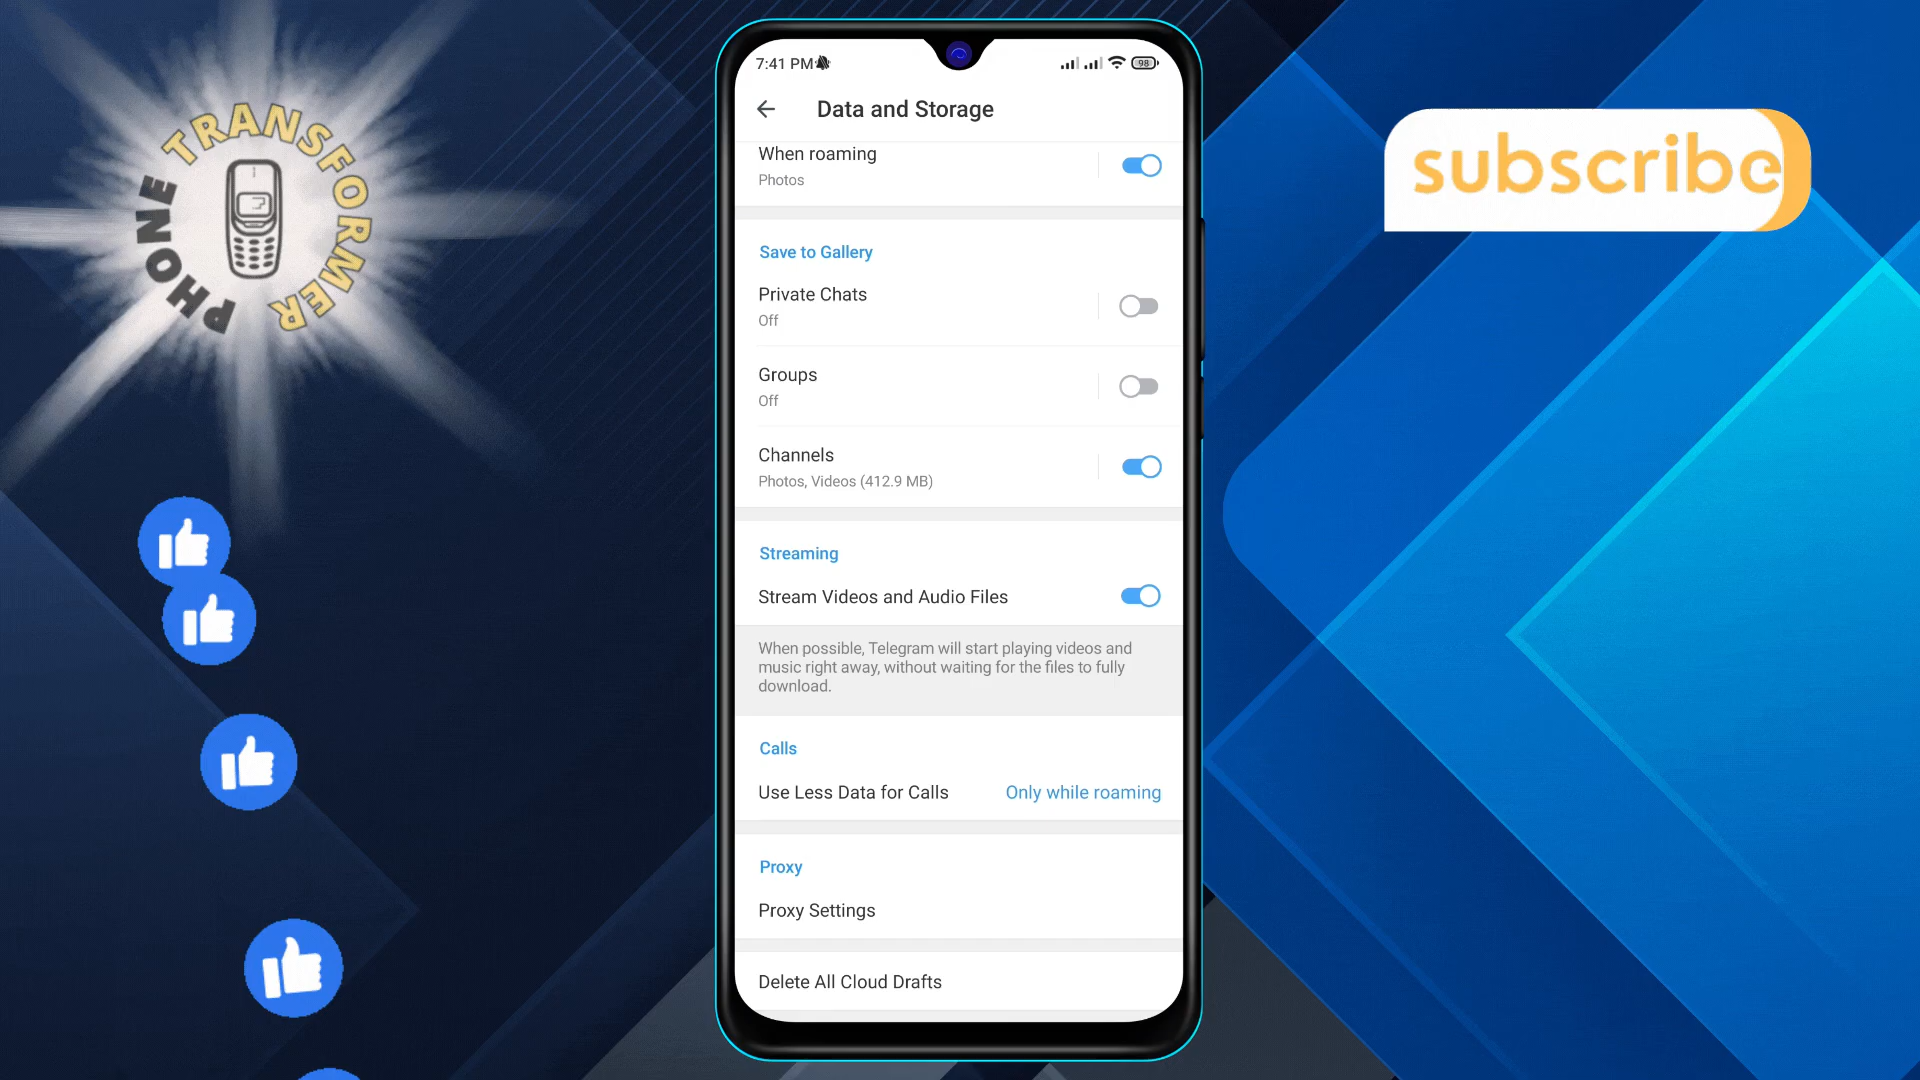 PHONE TRANSFORMER
7:41 PM
98
Data and Storage
When roaming
Photos
Save to Gallery
Private Chats
Off
Groups
Off
Channels
Photos, Videos (412.9 MB)
Streaming
Stream Videos and Audio Files
When possible, Telegram will start playing videos and
music right away, without waiting for the files to fully
download.
Calls
Use Less Data for Calls Only while roaming
Proxy
Proxy Settings
Delete All Cloud Drafts
subscribe